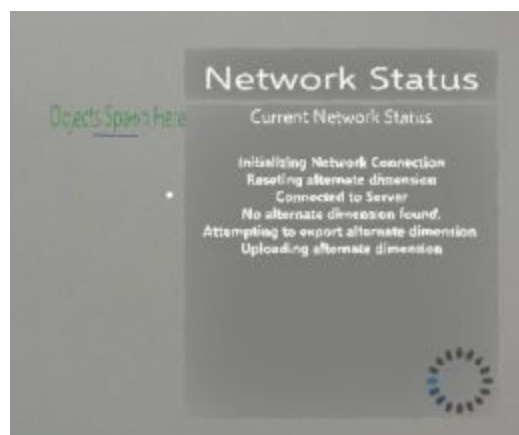 Network Status
Objects Spawn Here
Current Network Status
Initializing Network Connection
Reseting alternate dimension
Connected to Server
No alternate dimension found.
Attempting to export alternate dimension
Uploading alternate dimension